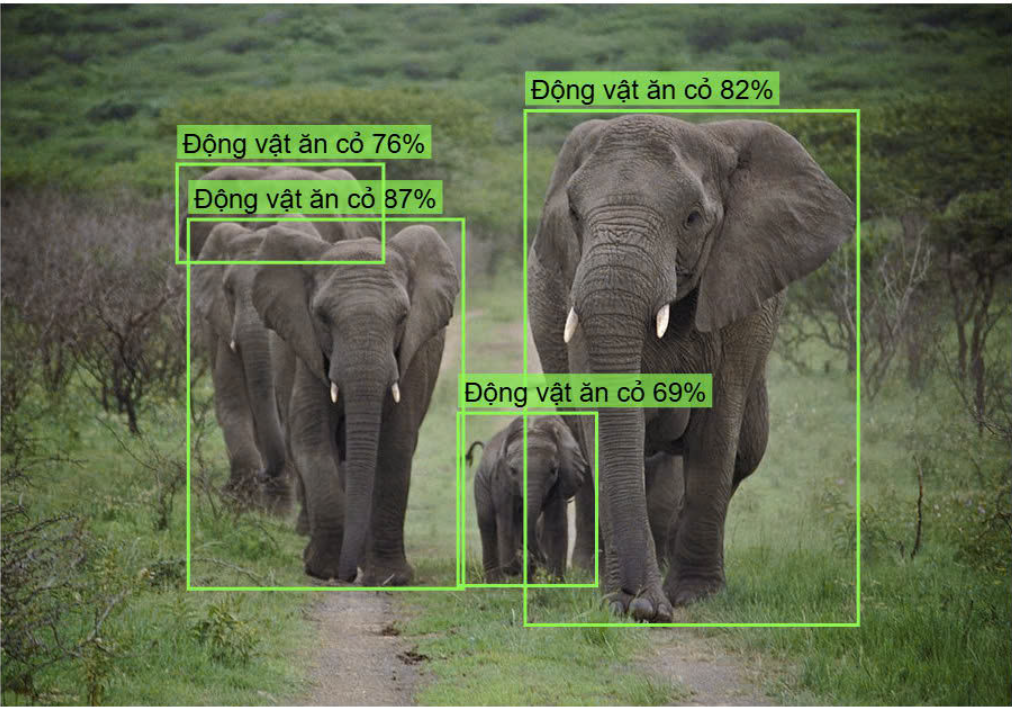 Động vật ăn cỏ 82%
Động vật ăn cỏ 76%
Động vật ăn cỏ 87%
Động vật ăn cỏ 69%